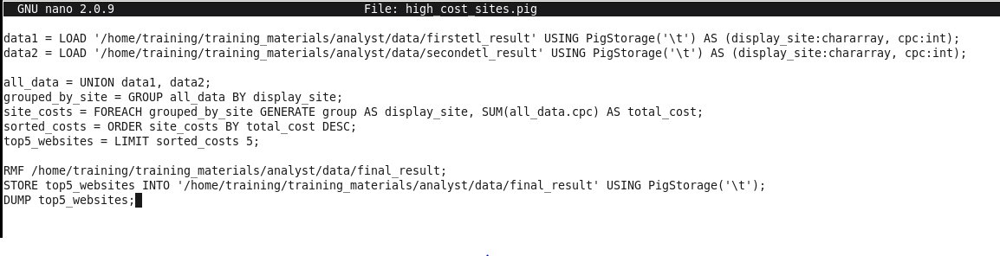 GNU nano 2.0.9 File: high_cost_sites.pig
data1 = LOAD '/home/training/training_materials/analyst/data/firstetl_result' USING PigStorage('\t') AS (display_site:chararray, cpc:int);
data2 = LOAD '/home/training/training_materials/analyst/data/secondetl_result' USING PigStorage('\t') AS (display_site:chararray, cpc:int);
all_data = UNION data1, data2;
grouped_by_site = GROUP all_data BY display_site;
site_costs = FOREACH grouped_by_site GENERATE group AS display_site, SUM(all_data.cpc) AS total_cost;
sorted_costs = ORDER site_costs BY total_cost DESC;
top5_websites = LIMIT sorted_costs 5;
RMF /home/training/training_materials/analyst/data/final_result;
STORE top5_websites INTO '/home/training/training_materials/analyst/data/final_result' USING PigStorage('\t');
DUMP top5_websites;